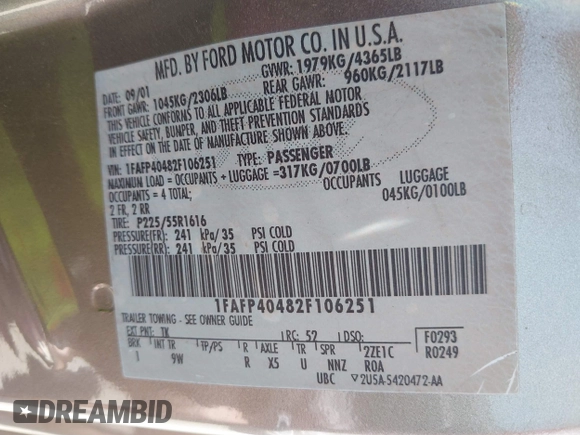 MFD. BY FORD MOTOR CO. IN U.S.A.
DATE: 09/01 GVWR: 1979KG/4365LB
FRONT GAWR: 1045KG/2306LB REAR GAWR: 960KG/2117LB
THIS VEHICLE CONFORMS TO ALL APPLICABLE FEDERAL MOTOR
VEHICLE SAFETY, BUMPER, AND THEFT PREVENTION STANDARDS
IN EFFECT ON THE DATE OF MANUFACTURE SHOWN ABOVE.
VIN: 1FAFP40482F106251 TYPE: PASSENGER
MAXIMUM LOAD = OCCUPANTS + LUGGAGE =317KG/0700LB
OCCUPANTS = 4 TOTAL; OCCUPANTS LUGGAGE
2 FR, 2 RR 045KG/0100LB
TIRE: P225/55R1616
PRESSURE(FR): 241 kPa/35 PSI COLD
PRESSURE(RR): 241 kPa/35 PSI COLD
1FAFP40482F106251
TRAILER TOWING - SEE OWNER GUIDE
EXT PNT: TK RC: 52 DSO: F0293
BRK INT TR TP/PS R AXLE TR SPR 2ZE1C R0249
I 9W R X5 U NNZ ROA
UBC ▽2U5A-5420472-AA
DREAMBID